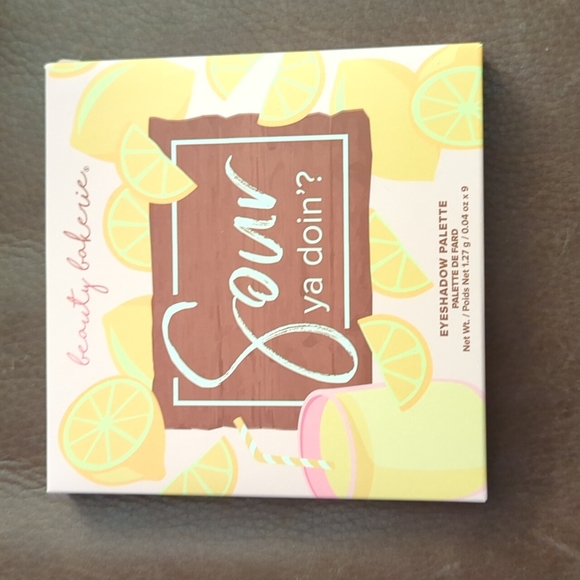 beauty bakerie®
Sour
ya doin'?
EYESHADOW PALETTE
PALETTE DE FARD
Net Wt. / Poids Net 1.27 g / 0.04 oz x 9